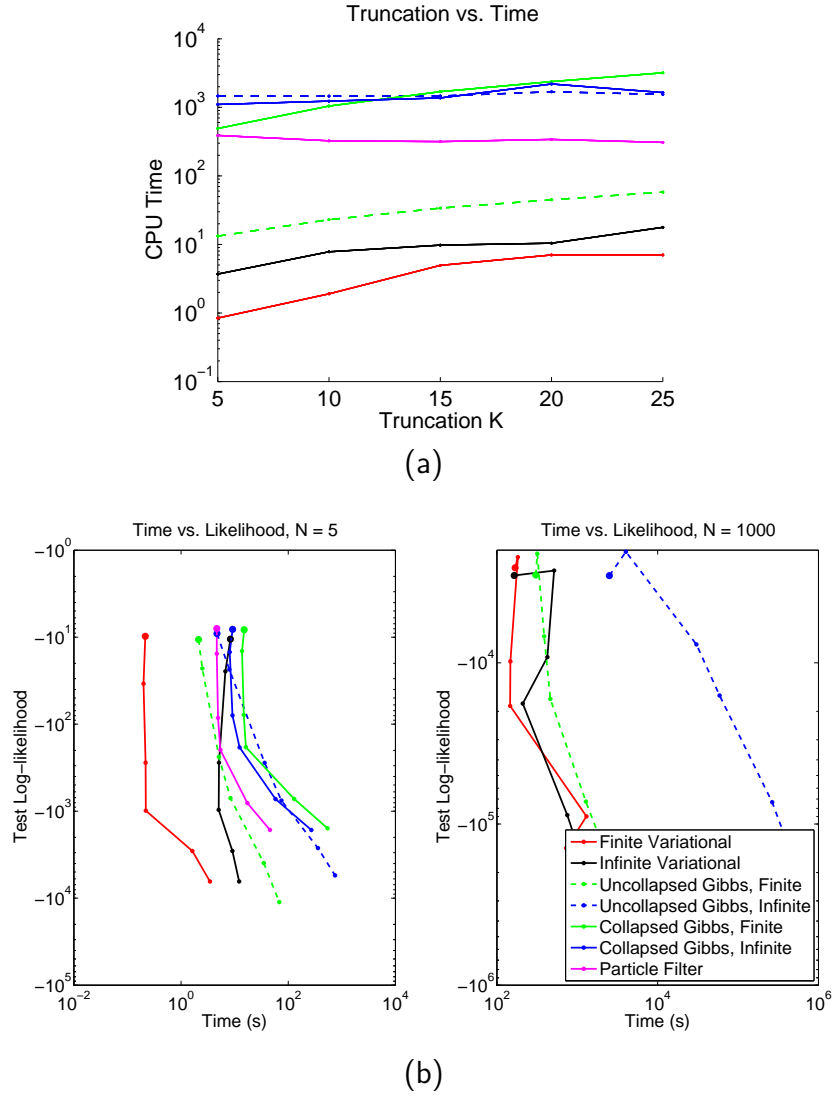 Truncation vs. Time
10^4
10^3
10^2
10^1
10^0
10^−1
CPU Time
5 10 15 20 25
Truncation K
(a)
Time vs. Likelihood, N = 5
−10^0
−10^1
−10^2
−10^3
−10^4
−10^5
Test Log−likelihood
10^−2 10^0 10^2 10^4
Time (s)
Time vs. Likelihood, N = 1000
−10^4
−10^5
−10^6
Test Log−likelihood
Finite Variational
Infinite Variational
Uncollapsed Gibbs, Finite
Uncollapsed Gibbs, Infinite
Collapsed Gibbs, Finite
Collapsed Gibbs, Infinite
Particle Filter
10^2 10^4 10^6
Time (s)
(b)